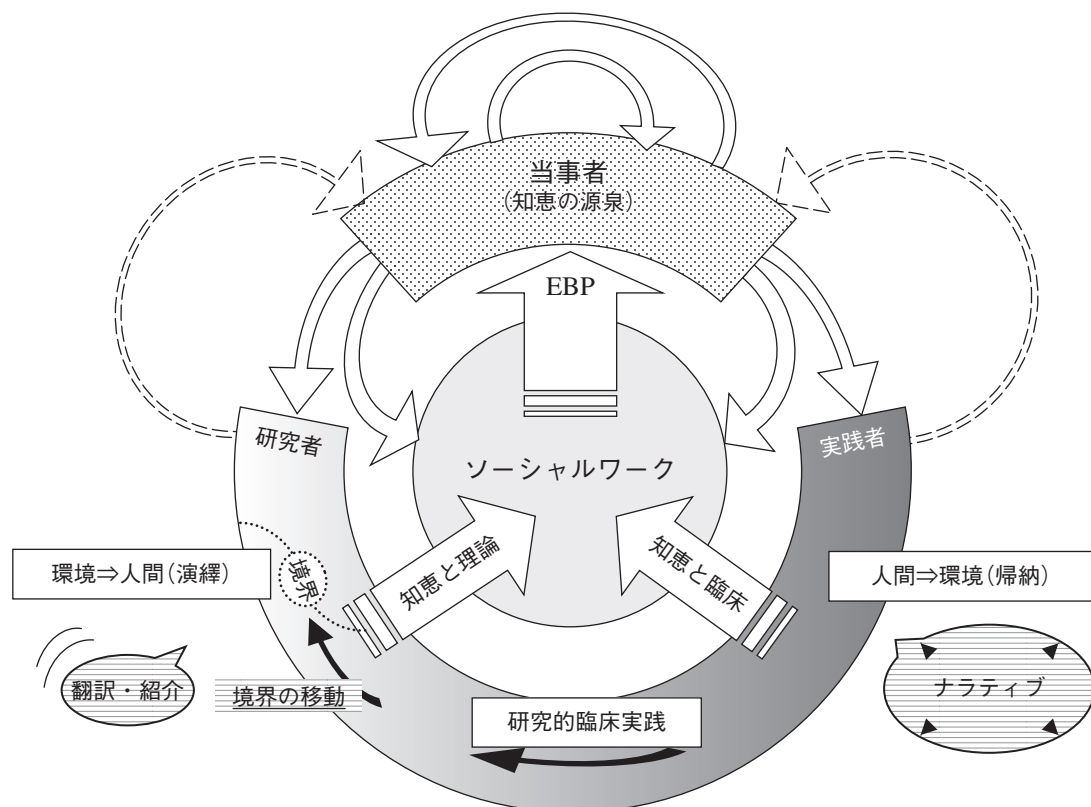 当事者
(知恵の源泉)
EBP
研究者
実践者
ソーシャルワーク
環境⇒人間(演繹)
境界
知恵と理論
知恵と臨床
人間⇒環境(帰納)
翻訳・紹介
境界の移動
研究的臨床実践
ナラティブ